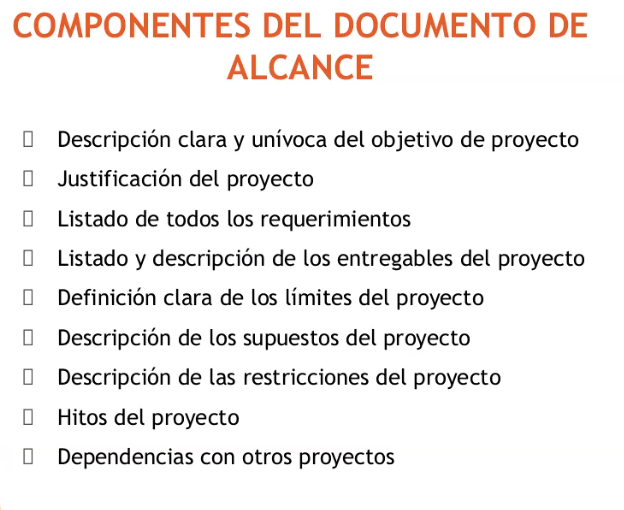 COMPONENTES DEL DOCUMENTO DE
ALCANCE
Descripción clara y unívoca del objetivo de proyecto
Justificación del proyecto
Listado de todos los requerimientos
Listado y descripción de los entregables del proyecto
Definición clara de los límites del proyecto
Descripción de los supuestos del proyecto
Descripción de las restricciones del proyecto
Hitos del proyecto
Dependencias con otros proyectos